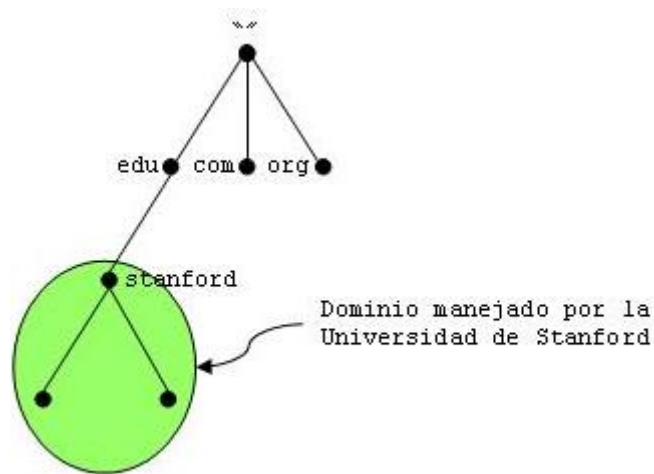 edu com org
stanford
Dominio manejado por la
Universidad de Stanford